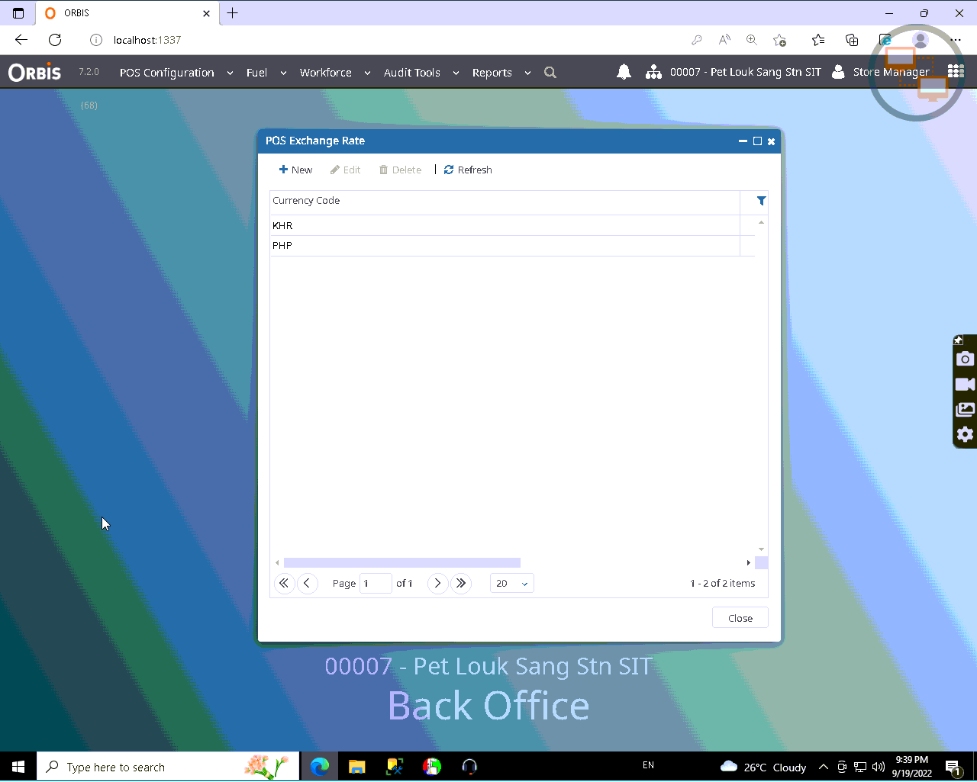 ORBIS
localhost:1337
ORBIS 7.2.0 POS Configuration Fuel Workforce Audit Tools Reports 00007 - Pet Louk Sang Stn SIT Store Manager
(68)
POS Exchange Rate
New Edit Delete Refresh
Currency Code
KHR
PHP
Page 1 of 1 20 1 - 2 of 2 items
Close
00007 - Pet Louk Sang Stn SIT
Back Office
Type here to search EN 26°C Cloudy 9:39 PM
9/19/2022
1